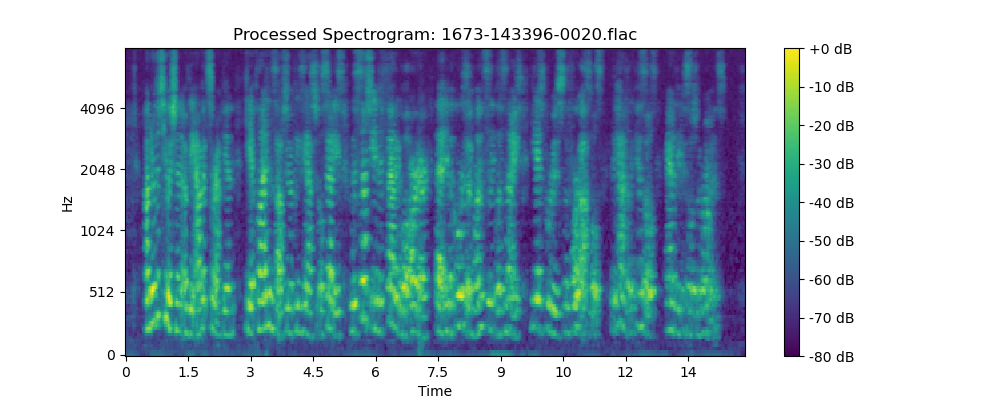 Processed Spectrogram: 1673-143396-0020.flac
Hz
4096
2048
1024
512
0
0 1.5 3 4.5 6 7.5 9 10 12 14
Time
+0 dB
-10 dB
-20 dB
-30 dB
-40 dB
-50 dB
-60 dB
-70 dB
-80 dB